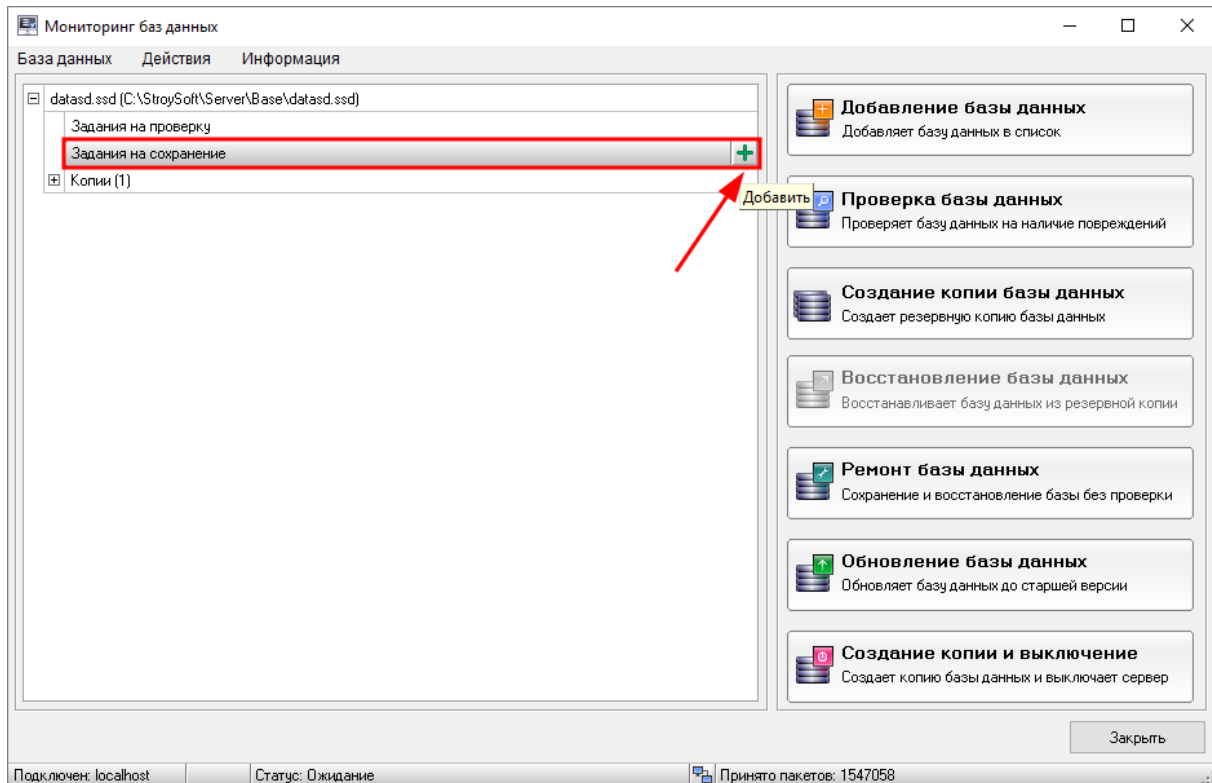 Мониторинг баз данных
База данных Действия Информация
datasd.ssd (C:\StroySoft\Server\Base\datasd.ssd)
Задания на проверку
Задания на сохранение
Копии (1)
Добавить
Добавление базы данных
Добавляет базу данных в список
Проверка базы данных
Проверяет базу данных на наличие повреждений
Создание копии базы данных
Создает резервную копию базы данных
Восстановление базы данных
Восстанавливает базу данных из резервной копии
Ремонт базы данных
Сохранение и восстановление базы без проверки
Обновление базы данных
Обновляет базу данных до старшей версии
Создание копии и выключение
Создает копию базы данных и выключает сервер
Закрыть
Подключен: localhost Статус: Ожидание Принято пакетов: 1547058